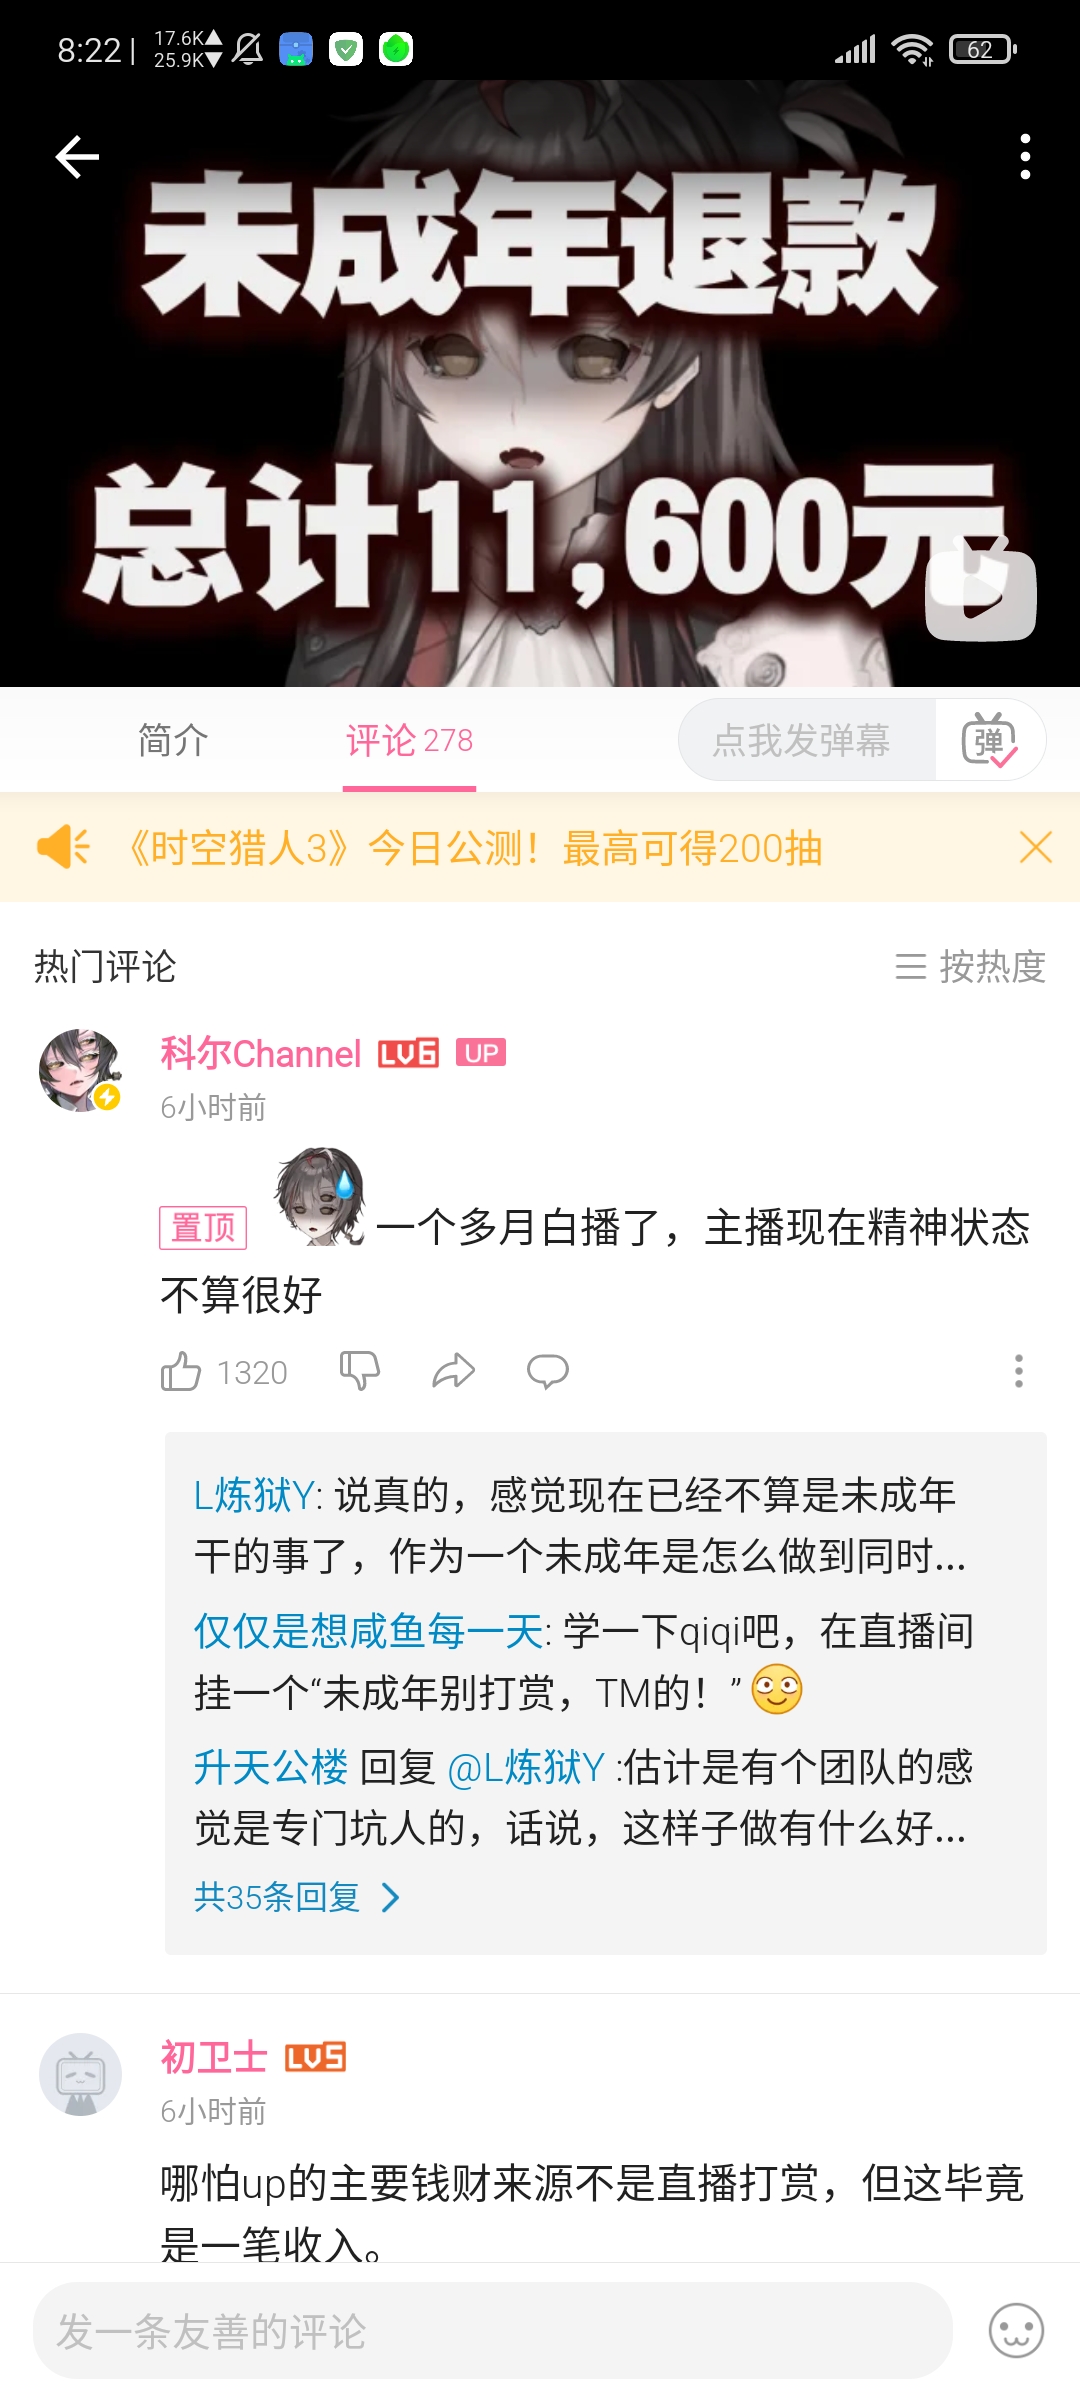 8:22 | 17.6K 25.9K 62
未成年退款
总计11,600元
简介 评论 278 点我发弹幕 弹
《时空猎人3》今日公测！最高可得200抽
热门评论 按热度
科尔Channel LV6 UP
6小时前
置顶 一个多月白播了，主播现在精神状态
不算很好
1320
L炼狱Y: 说真的，感觉现在已经不算是未成年
干的事了，作为一个未成年是怎么做到同时...
仅仅是想咸鱼每一天: 学一下qiqi吧，在直播间
挂一个“未成年别打赏，TM的！”
升天公楼 回复 @L炼狱Y :估计是有个团队的感
觉是专门坑人的，话说，这样子做有什么好...
共35条回复
初卫士 LV5
6小时前
哪怕up的主要钱财来源不是直播打赏，但这毕竟
是一笔收入。
发一条友善的评论